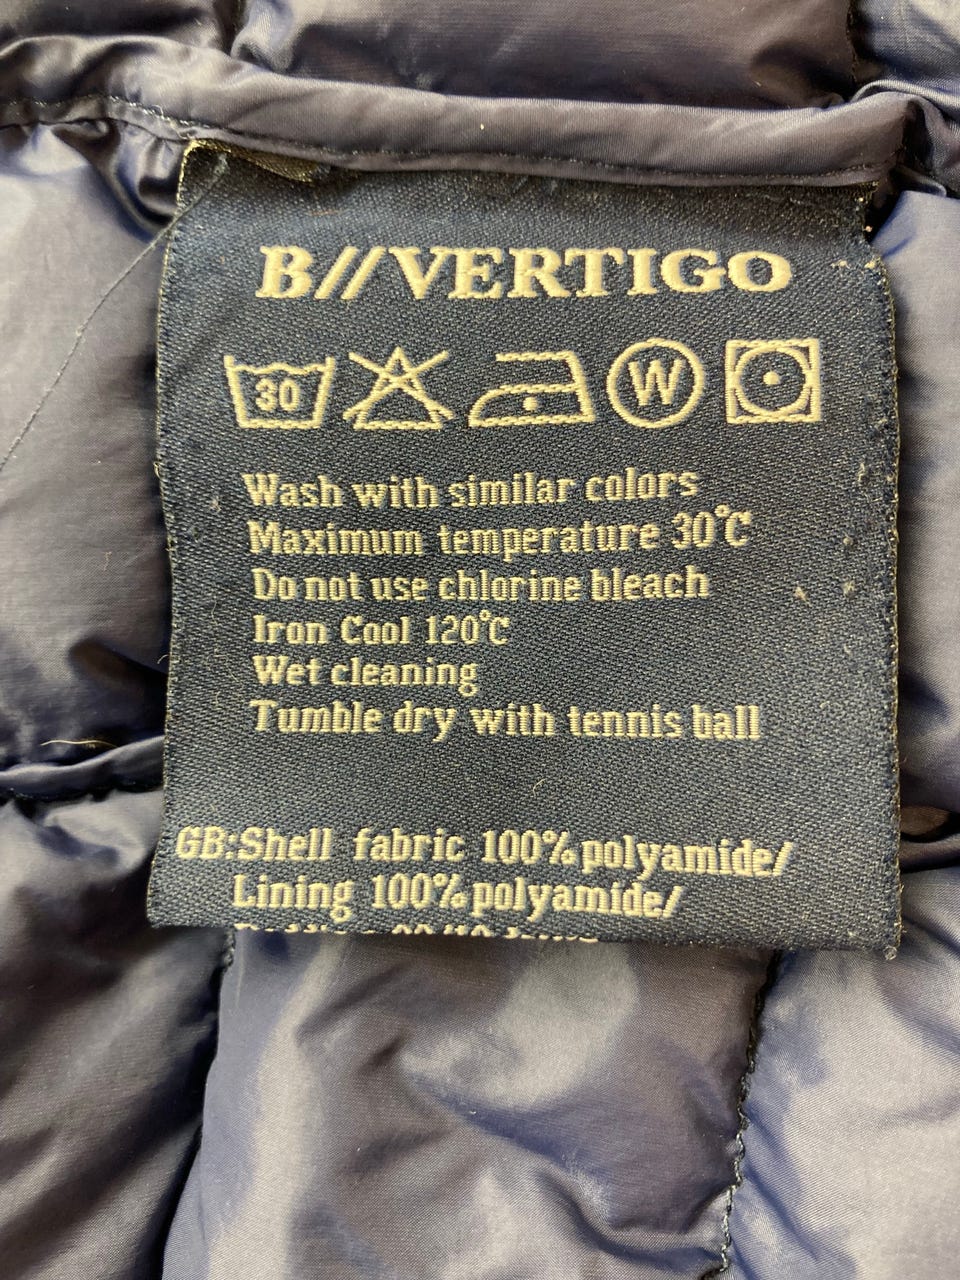 B//VERTIGO
30 W
Wash with similar colors
Maximum temperature 30°C
Do not use chlorine bleach
Iron Cool 120°C
Wet cleaning
Tumble dry with tennis ball
GB:Shell fabric 100% polyamide/
Lining 100% polyamide/